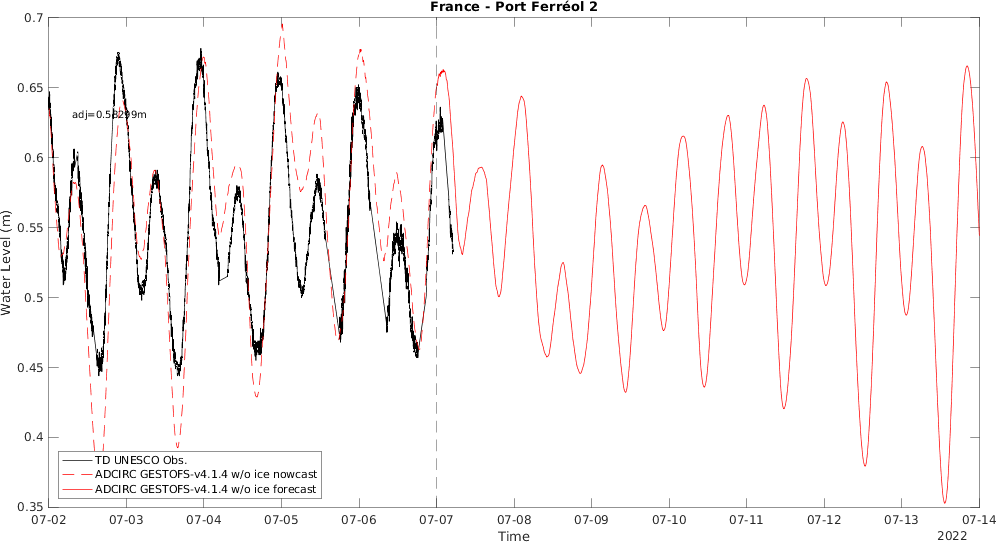 France - Port Ferréol 2
0.7
0.65
0.6
0.55
0.5
0.45
0.4
0.35
Water Level (m)
adj=0.58299m
TD UNESCO Obs.
ADCIRC GESTOFS-v4.1.4 w/o ice nowcast
ADCIRC GESTOFS-v4.1.4 w/o ice forecast
07-02 07-03 07-04 07-05 07-06 07-07 07-08 07-09 07-10 07-11 07-12 07-13 07-14
Time
2022